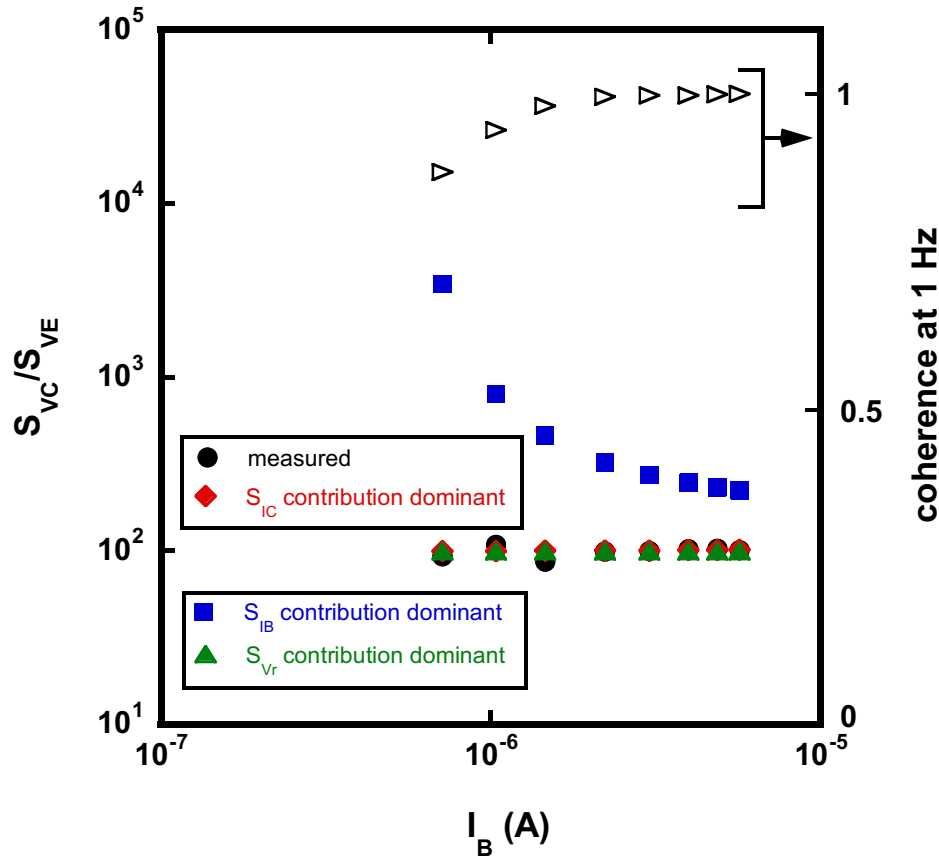 10^5
10^4
10^3
10^2
10^1
S_VC/S_VE
1
0.5
0
coherence at 1 Hz
measured
S_IC contribution dominant
S_IB contribution dominant
S_Vr contribution dominant
10^-7
10^-6
10^-5
I_B (A)